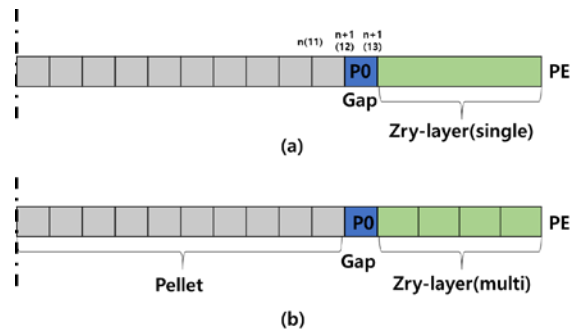 n+1 n+1
n(11) (12) (13)
P0 PE
Gap
Zry-layer(single)
(a)
P0 PE
Gap
Pellet Zry-layer(multi)
(b)